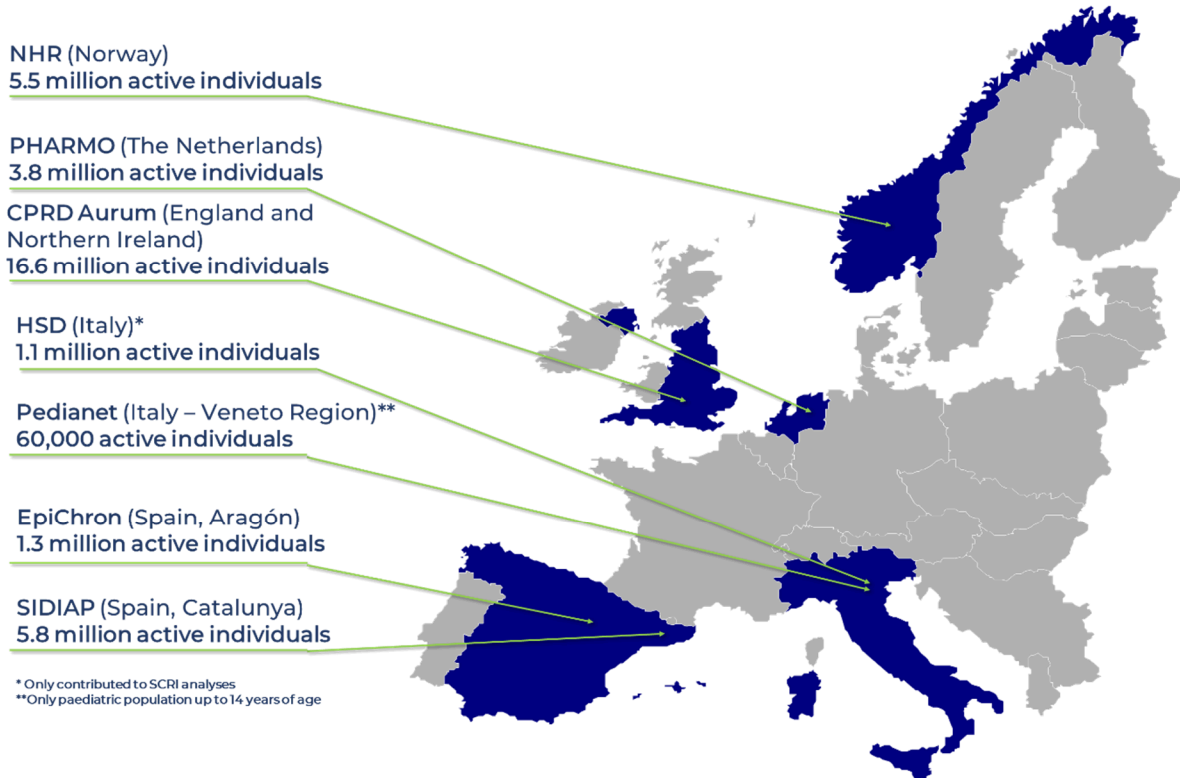 NHR (Norway)
5.5 million active individuals
PHARMO (The Netherlands)
3.8 million active individuals
CPRD Aurum (England and
Northern Ireland)
16.6 million active individuals
HSD (Italy)*
1.1 million active individuals
Pedianet (Italy – Veneto Region)**
60,000 active individuals
EpiChron (Spain, Aragón)
1.3 million active individuals
SIDIAP (Spain, Catalunya)
5.8 million active individuals
* Only contributed to SCRI analyses
**Only paediatric population up to 14 years of age